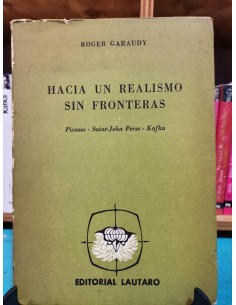 ROGER GARAUDY
HACIA UN REALISMO
SIN FRONTERAS
Picasso - Saint-John Perse - Kafka
EDITORIAL LAUTARO